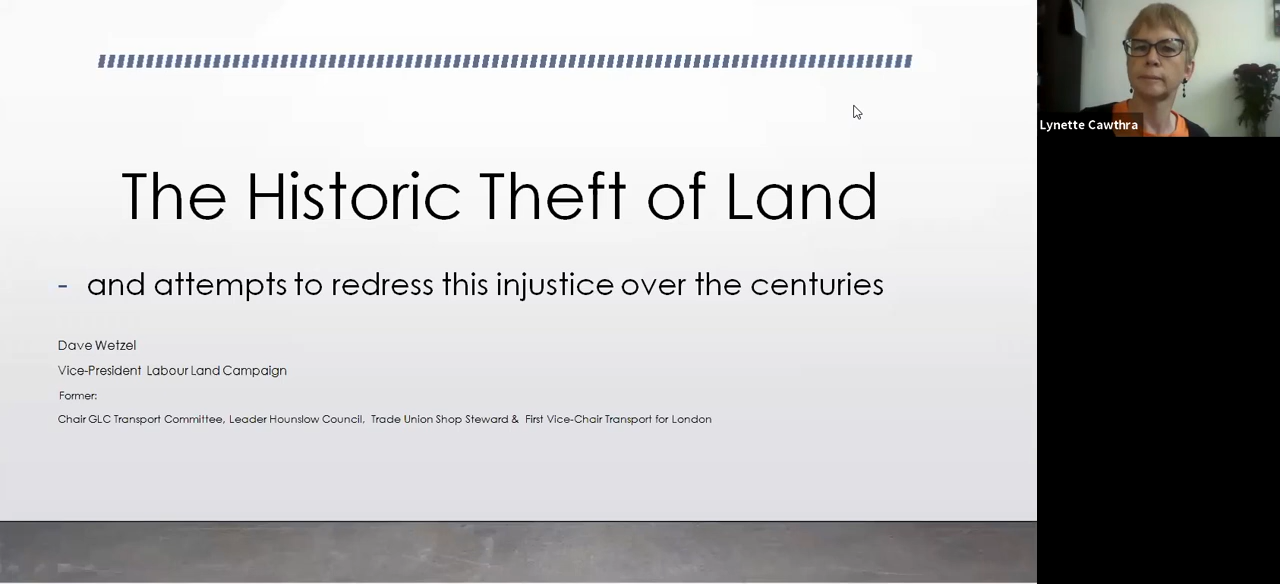 The Historic Theft of Land
- and attempts to redress this injustice over the centuries
Dave Wetzel
Vice-President Labour Land Campaign
Former:
Chair GLC Transport Committee, Leader Hounslow Council, Trade Union Shop Steward & First Vice-Chair Transport for London
Lynette Cawthra